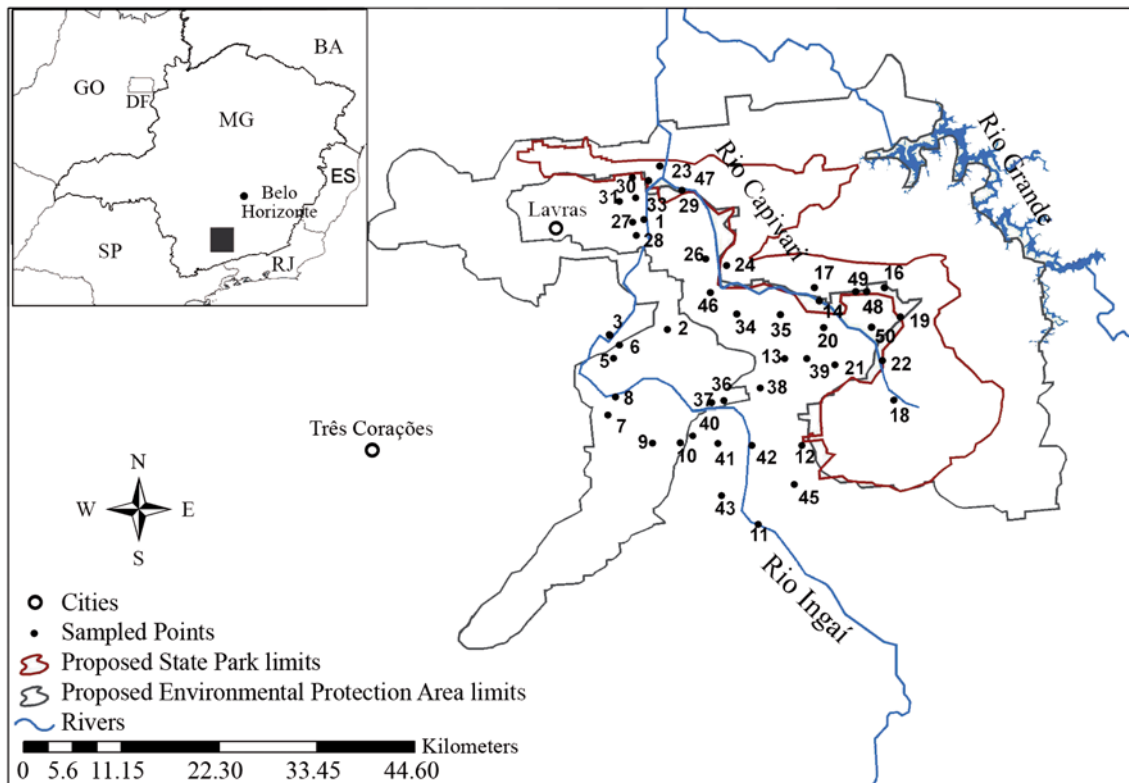 BA
GO
DF
MG
ES
Belo
Horizonte
SP
RJ
Rio Grande
Rio Capivari
23
30
47
31
33
29
Lavras
27
1
28
26
24
17
49
16
46
14
48
19
34
35
20
50
3
2
6
5
13
39
21
22
38
8
36
37
18
7
Três Corações
40
9
10
41
42
12
45
43
11
Rio Ingaí
N
W
E
S
Cities
Sampled Points
Proposed State Park limits
Proposed Environmental Protection Area limits
Rivers
Kilometers
0 5.6 11.15 22.30 33.45 44.60